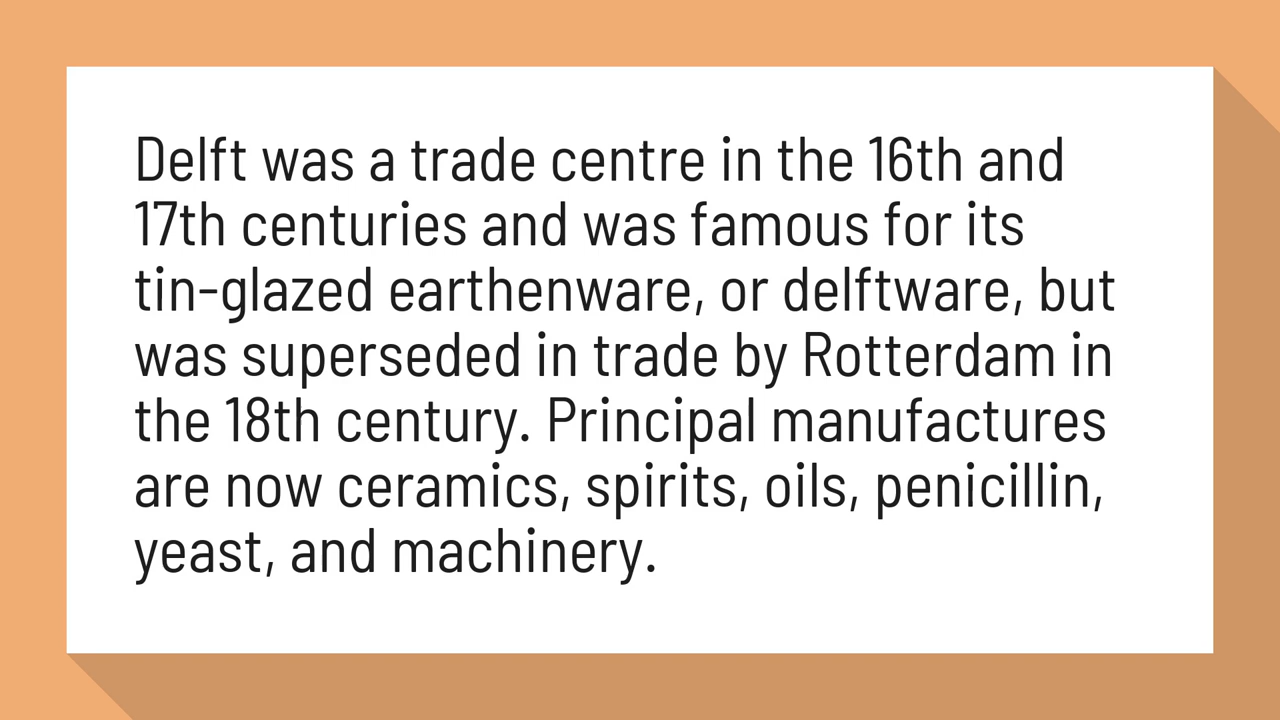 Delft was a trade centre in the 16th and
17th centuries and was famous for its
tin-glazed earthenware, or delftware, but
was superseded in trade by Rotterdam in
the 18th century. Principal manufactures
are now ceramics, spirits, oils, penicillin,
yeast, and machinery.